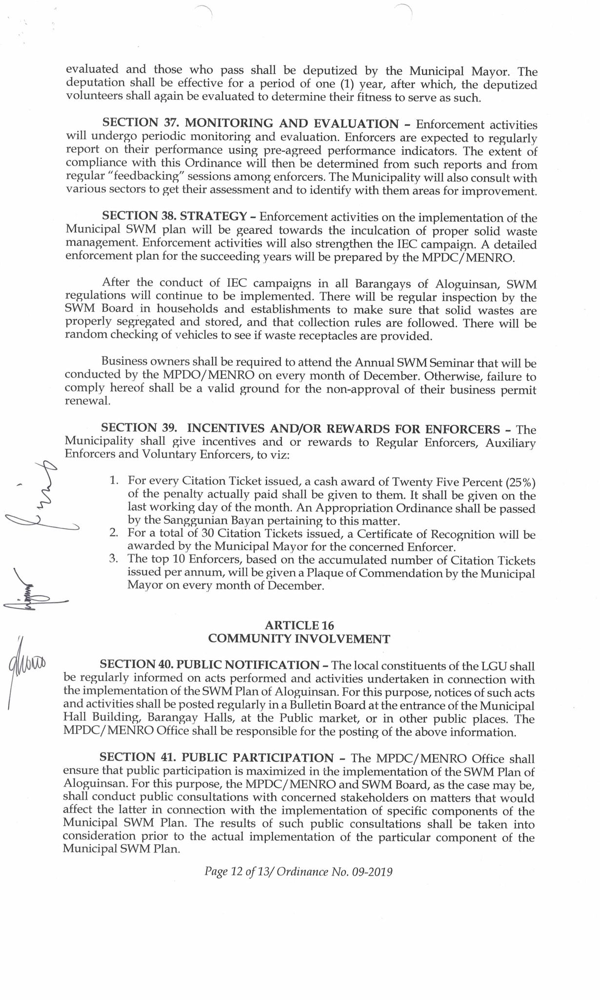 evaluated and those who pass shall be deputized by the Municipal Mayor. The
deputation shall be effective for a period of one (1) year, after which, the deputized
volunteers shall again be evaluated to determine their fitness to serve as such.
SECTION 37. MONITORING AND EVALUATION – Enforcement activities
will undergo periodic monitoring and evaluation. Enforcers are expected to regularly
report on their performance using pre-agreed performance indicators. The extent of
compliance with this Ordinance will then be determined from such reports and from
regular "feedbacking" sessions among enforcers. The Municipality will also consult with
various sectors to get their assessment and to identify with them areas for improvement.
SECTION 38. STRATEGY – Enforcement activities on the implementation of the
Municipal SWM plan will be geared towards the inculcation of proper solid waste
management. Enforcement activities will also strengthen the IEC campaign. A detailed
enforcement plan for the succeeding years will be prepared by the MPDC/MENRO.
After the conduct of IEC campaigns in all Barangays of Aloguinsan, SWM
regulations will continue to be implemented. There will be regular inspection by the
SWM Board in households and establishments to make sure that solid wastes are
properly segregated and stored, and that collection rules are followed. There will be
random checking of vehicles to see if waste receptacles are provided.
Business owners shall be required to attend the Annual SWM Seminar that will be
conducted by the MPDO/MENRO on every month of December. Otherwise, failure to
comply hereof shall be a valid ground for the non-approval of their business permit
renewal.
SECTION 39. INCENTIVES AND/OR REWARDS FOR ENFORCERS – The
Municipality shall give incentives and or rewards to Regular Enforcers, Auxiliary
Enforcers and Voluntary Enforcers, to viz:
1. For every Citation Ticket issued, a cash award of Twenty Five Percent (25%)
of the penalty actually paid shall be given to them. It shall be given on the
last working day of the month. An Appropriation Ordinance shall be passed
by the Sanggunian Bayan pertaining to this matter.
2. For a total of 30 Citation Tickets issued, a Certificate of Recognition will be
awarded by the Municipal Mayor for the concerned Enforcer.
3. The top 10 Enforcers, based on the accumulated number of Citation Tickets
issued per annum, will be given a Plaque of Commendation by the Municipal
Mayor on every month of December.
ARTICLE 16
COMMUNITY INVOLVEMENT
SECTION 40. PUBLIC NOTIFICATION – The local constituents of the LGU shall
be regularly informed on acts performed and activities undertaken in connection with
the implementation of the SWM Plan of Aloguinsan. For this purpose, notices of such acts
and activities shall be posted regularly in a Bulletin Board at the entrance of the Municipal
Hall Building, Barangay Halls, at the Public market, or in other public places. The
MPDC/MENRO Office shall be responsible for the posting of the above information.
SECTION 41. PUBLIC PARTICIPATION – The MPDC/MENRO Office shall
ensure that public participation is maximized in the implementation of the SWM Plan of
Aloguinsan. For this purpose, the MPDC/MENRO and SWM Board, as the case may be,
shall conduct public consultations with concerned stakeholders on matters that would
affect the latter in connection with the implementation of specific components of the
Municipal SWM Plan. The results of such public consultations shall be taken into
consideration prior to the actual implementation of the particular component of the
Municipal SWM Plan.
Page 12 of 13/ Ordinance No. 09-2019